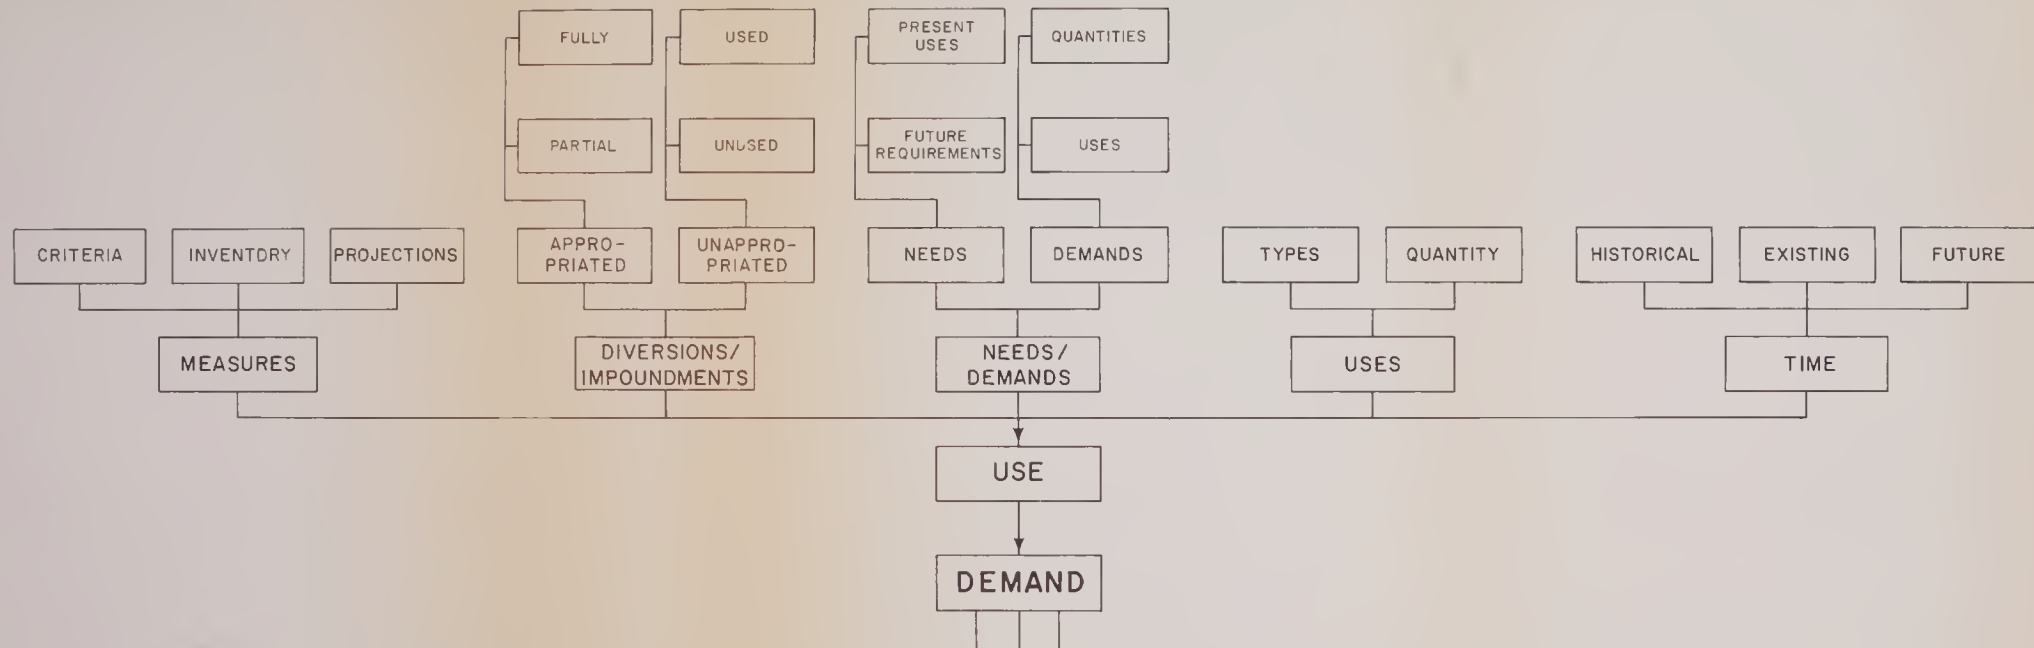 FULLY
USED
PRESENT
USES
QUANTITIES
PARTIAL
UNUSED
FUTURE
REQUIREMENTS
USES
CRITERIA
INVENTORY
PROJECTIONS
APPRO-
PRIATED
UNAPPRO-
PRIATED
NEEDS
DEMANDS
TYPES
QUANTITY
HISTORICAL
EXISTING
FUTURE
MEASURES
DIVERSIONS/
IMPOUNDMENTS
NEEDS/
DEMANDS
USES
TIME
USE
DEMAND